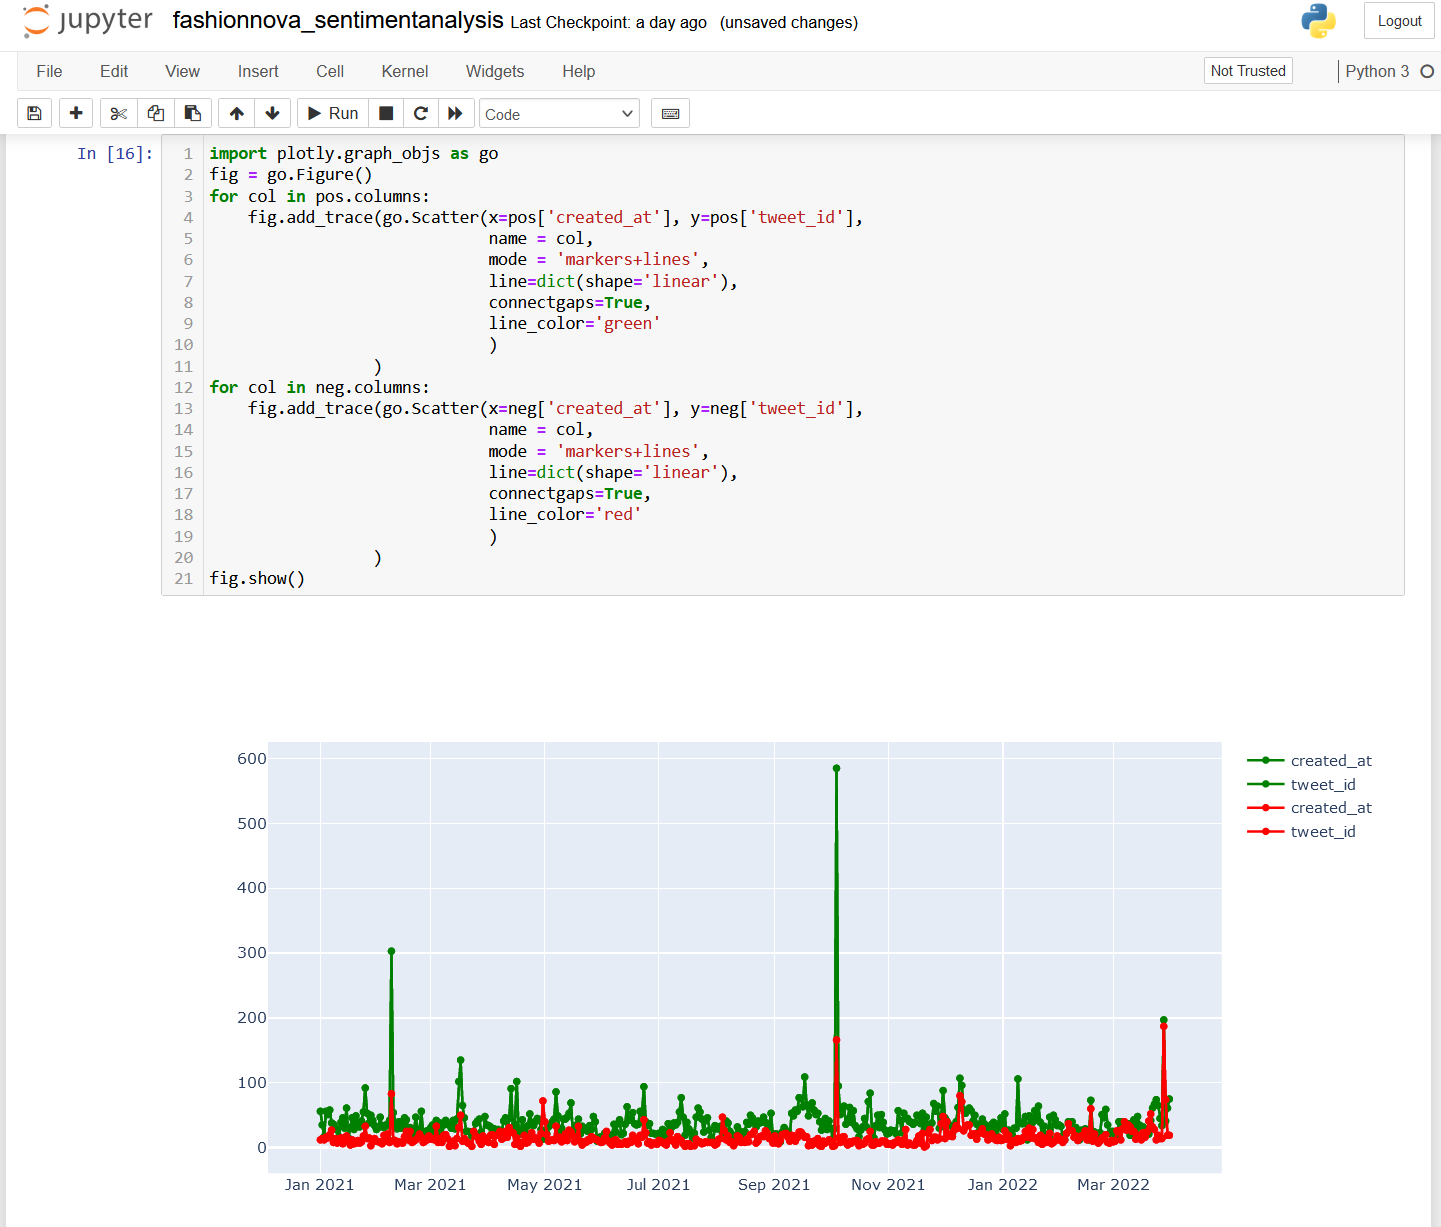 jupyter fashionnova_sentimentanalysis Last Checkpoint: a day ago (unsaved changes) Logout
File Edit View Insert Cell Kernel Widgets Help Not Trusted Python 3
Run Code
In [16]:
1 import plotly.graph_objs as go
2 fig = go.Figure()
3 for col in pos.columns:
4     fig.add_trace(go.Scatter(x=pos['created_at'], y=pos['tweet_id'],
5                              name = col,
6                              mode = 'markers+lines',
7                              line=dict(shape='linear'),
8                              connectgaps=True,
9                              line_color='green'
10                              )
11                  )
12 for col in neg.columns:
13     fig.add_trace(go.Scatter(x=neg['created_at'], y=neg['tweet_id'],
14                              name = col,
15                              mode = 'markers+lines',
16                              line=dict(shape='linear'),
17                              connectgaps=True,
18                              line_color='red'
19                              )
20                  )
21 fig.show()
600
500
400
300
200
100
0
Jan 2021 Mar 2021 May 2021 Jul 2021 Sep 2021 Nov 2021 Jan 2022 Mar 2022
created_at
tweet_id
created_at
tweet_id